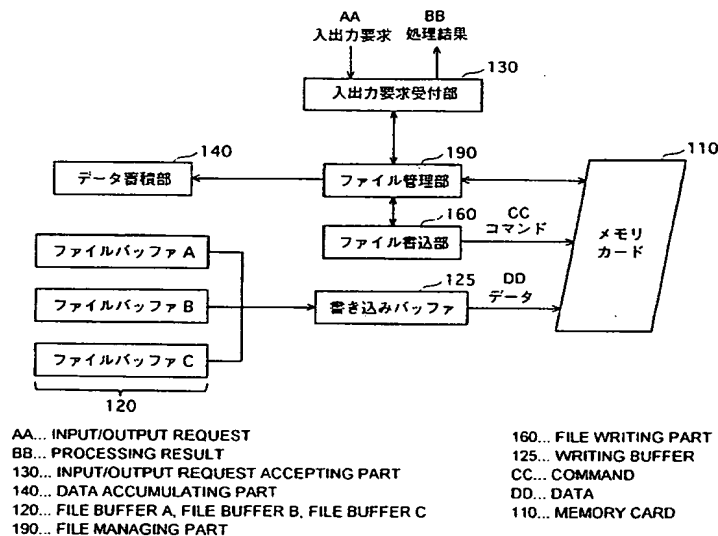 AA
入出力要求
BB
処理結果
130
入出力要求受付部
140
データ蓄積部
190
ファイル管理部
110
メモリ
カード
160
ファイル書込部
CC
コマンド
ファイルバッファ A
ファイルバッファ B
ファイルバッファ C
120
125
書き込みバッファ
DD
データ
AA... INPUT/OUTPUT REQUEST
BB... PROCESSING RESULT
130... INPUT/OUTPUT REQUEST ACCEPTING PART
140... DATA ACCUMULATING PART
120... FILE BUFFER A, FILE BUFFER B, FILE BUFFER C
190... FILE MANAGING PART
160... FILE WRITING PART
125... WRITING BUFFER
CC... COMMAND
DD... DATA
110... MEMORY CARD